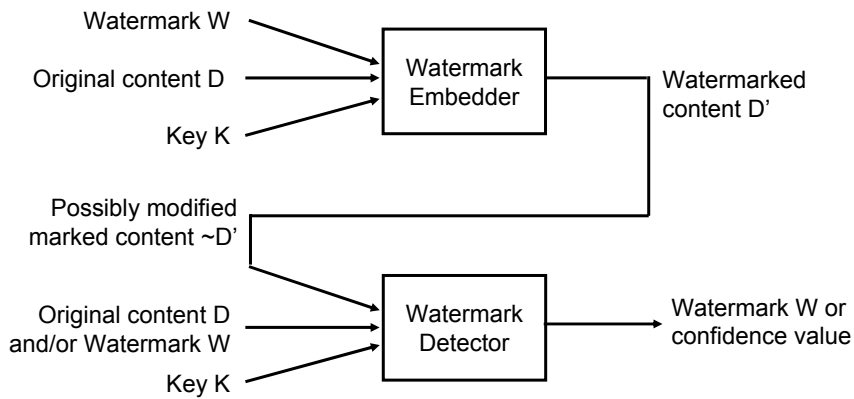 Watermark W
Original content D
Key K
Watermark
Embedder
Watermarked
content D’
Possibly modified
marked content ~D’
Original content D
and/or Watermark W
Key K
Watermark
Detector
Watermark W or
confidence value